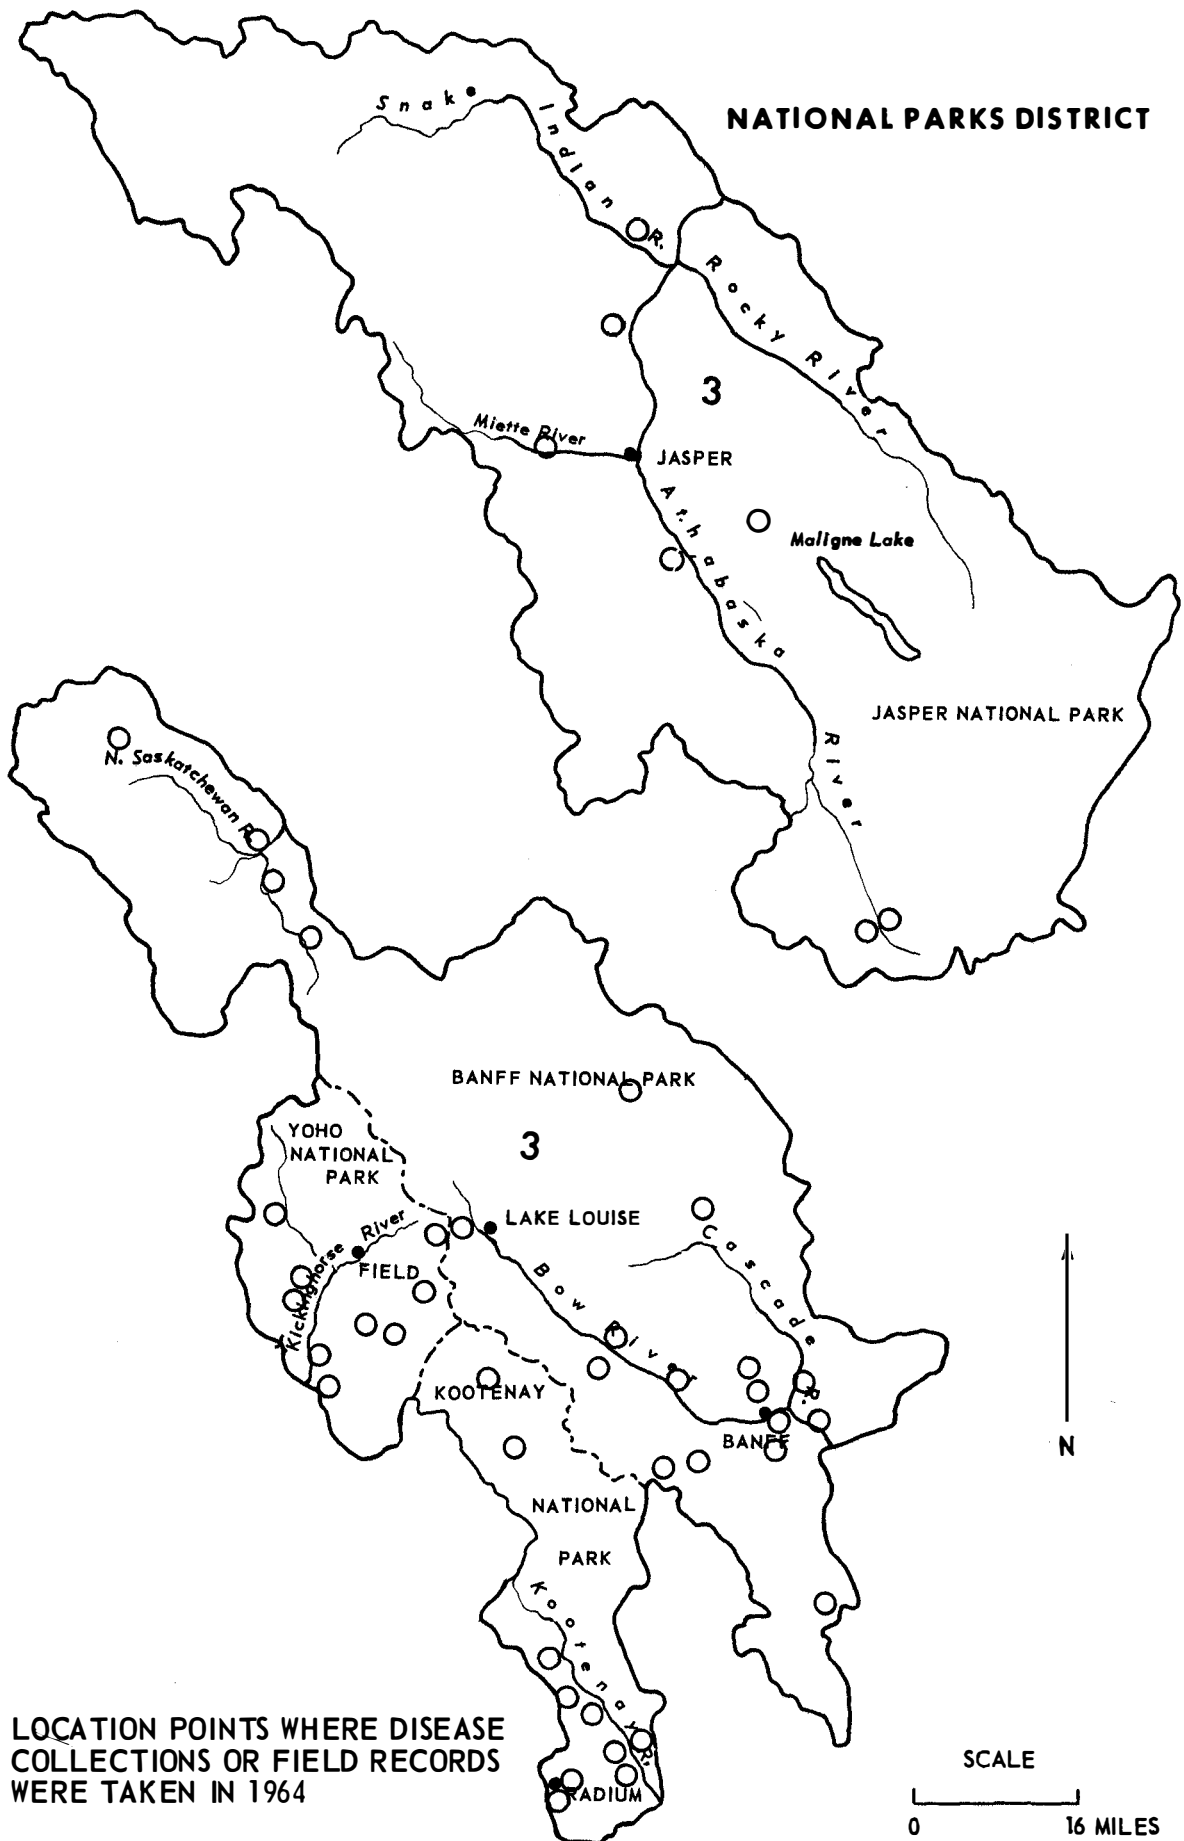 NATIONAL PARKS DISTRICT
Snake Indian R.
Rocky River
3
Miette River
JASPER
Athabaska River
Maligne Lake
JASPER NATIONAL PARK
N. Saskatchewan R.
BANFF NATIONAL PARK
3
YOHO
NATIONAL
PARK
LAKE LOUISE
Kickinghorse River
FIELD
Cascade R.
Bow River
KOOTENAY
BANFF
N
NATIONAL
PARK
Kootenay R.
RADIUM
LOCATION POINTS WHERE DISEASE
COLLECTIONS OR FIELD RECORDS
WERE TAKEN IN 1964
SCALE
0 16 MILES